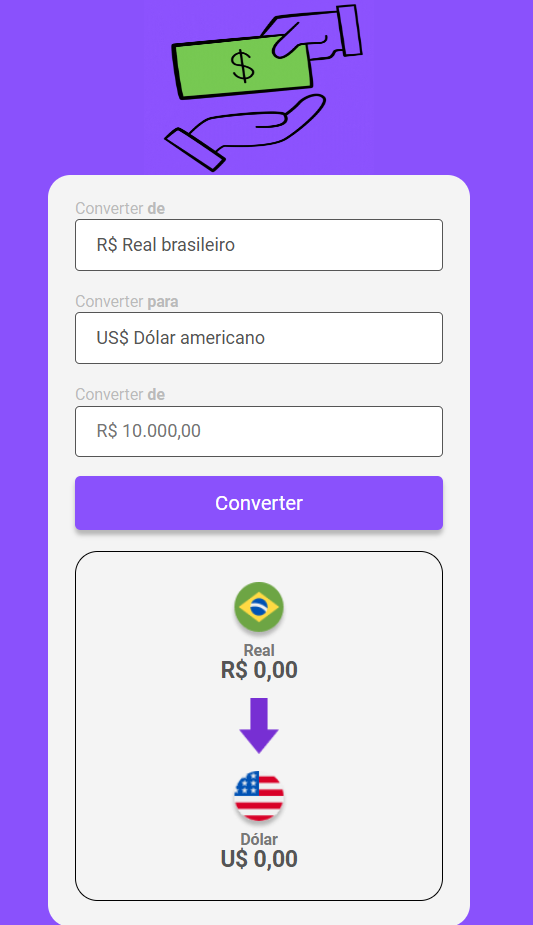 $
Converter de
R$ Real brasileiro
Converter para
US$ Dólar americano
Converter de
R$ 10.000,00
Converter
Real
R$ 0,00
Dólar
U$ 0,00